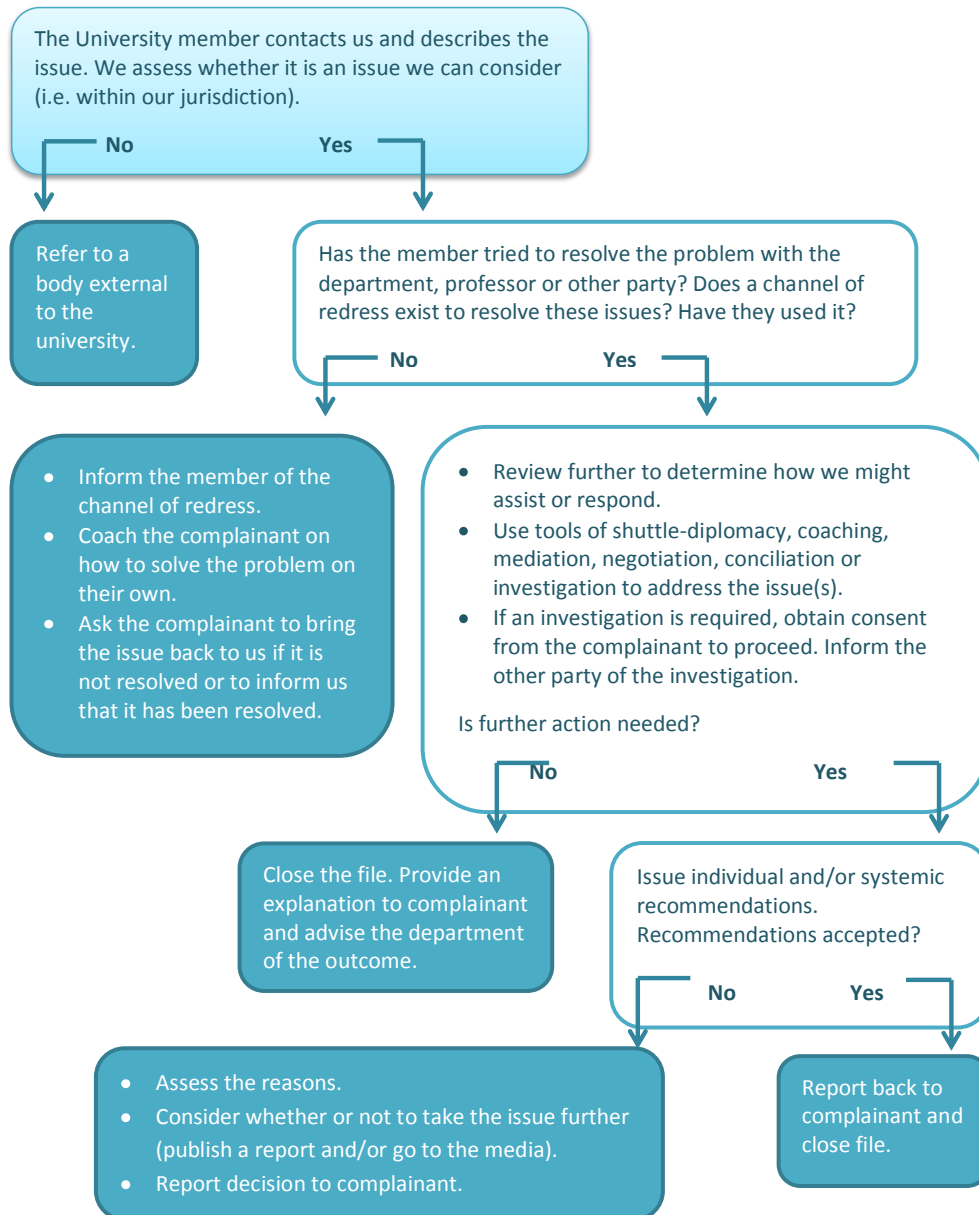 The University member contacts us and describes the
issue. We assess whether it is an issue we can consider
(i.e. within our jurisdiction).
No
Yes
Refer to a
body external
to the
university.
Has the member tried to resolve the problem with the
department, professor or other party? Does a channel of
redress exist to resolve these issues? Have they used it?
No
Yes
• Inform the member of the
channel of redress.
• Coach the complainant on
how to solve the problem on
their own.
• Ask the complainant to bring
the issue back to us if it is
not resolved or to inform us
that it has been resolved.
• Review further to determine how we might
assist or respond.
• Use tools of shuttle-diplomacy, coaching,
mediation, negotiation, conciliation or
investigation to address the issue(s).
• If an investigation is required, obtain consent
from the complainant to proceed. Inform the
other party of the investigation.
Is further action needed?
No
Yes
Close the file. Provide an
explanation to complainant
and advise the department
of the outcome.
Issue individual and/or systemic
recommendations.
Recommendations accepted?
No
Yes
• Assess the reasons.
• Consider whether or not to take the issue further
(publish a report and/or go to the media).
• Report decision to complainant.
Report back to
complainant and
close file.